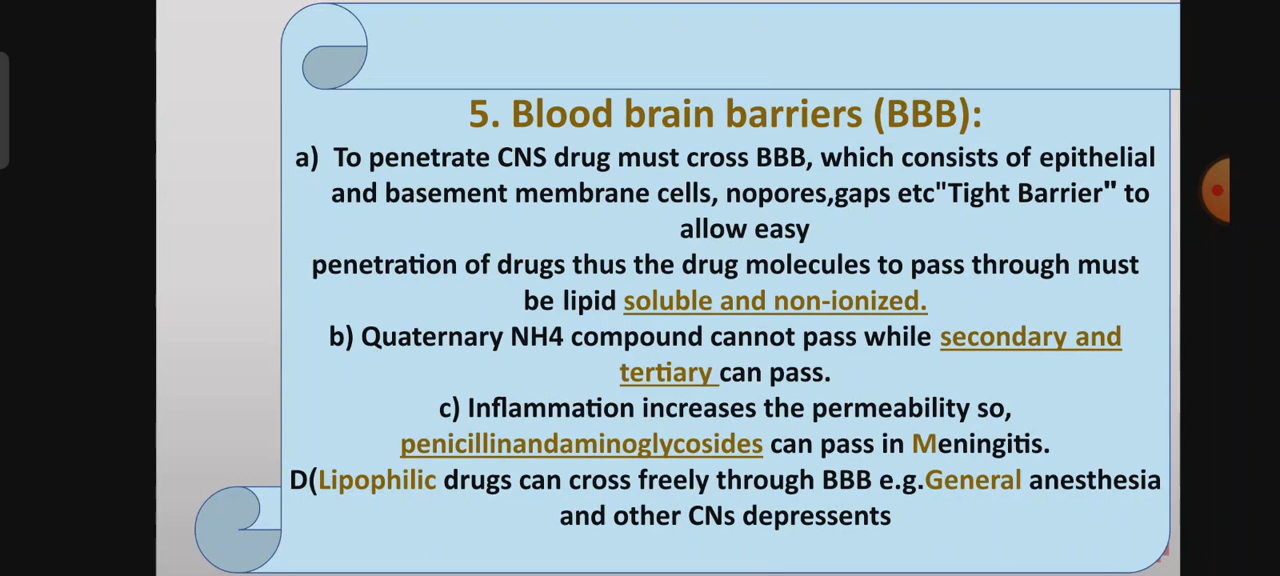 5. Blood brain barriers (BBB):
a) To penetrate CNS drug must cross BBB, which consists of epithelial
and basement membrane cells, nopores,gaps etc"Tight Barrier" to
allow easy
penetration of drugs thus the drug molecules to pass through must
be lipid soluble and non-ionized.
b) Quaternary NH4 compound cannot pass while secondary and
tertiary can pass.
c) Inflammation increases the permeability so,
penicillinandaminoglycosides can pass in Meningitis.
D(Lipophilic drugs can cross freely through BBB e.g.General anesthesia
and other CNs depressents